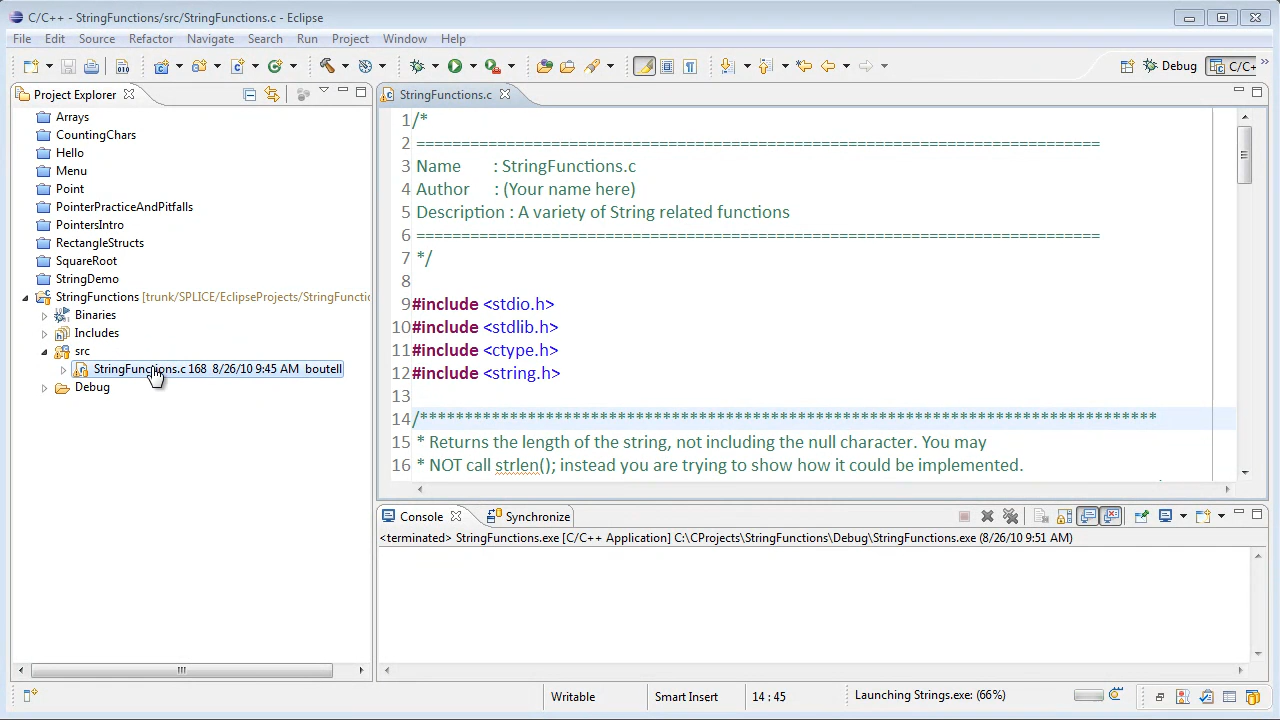 C/C++ - StringFunctions/src/StringFunctions.c - Eclipse
File Edit Source Refactor Navigate Search Run Project Window Help
Debug C/C+
Project Explorer
Arrays
CountingChars
Hello
Menu
Point
PointerPracticeAndPitfalls
PointersIntro
RectangleStructs
SquareRoot
StringDemo
StringFunctions [trunk/SPLICE/EclipseProjects/StringFuncti
Binaries
Includes
src
StringFunctions.c 168 8/26/10 9:45 AM boutell
Debug
StringFunctions.c
1 /*
2 ================================================================================
3 Name : StringFunctions.c
4 Author : (Your name here)
5 Description : A variety of String related functions
6 ================================================================================
7 */
8
9 #include <stdio.h>
10 #include <stdlib.h>
11 #include <ctype.h>
12 #include <string.h>
13
14 /******************************************************************************
15 * Returns the length of the string, not including the null character. You may
16 * NOT call strlen(); instead you are trying to show how it could be implemented.
Console Synchronize
<terminated> StringFunctions.exe [C/C++ Application] C:\CProjects\StringFunctions\Debug\StringFunctions.exe (8/26/10 9:51 AM)
Writable Smart Insert 14 : 45 Launching Strings.exe: (66%)